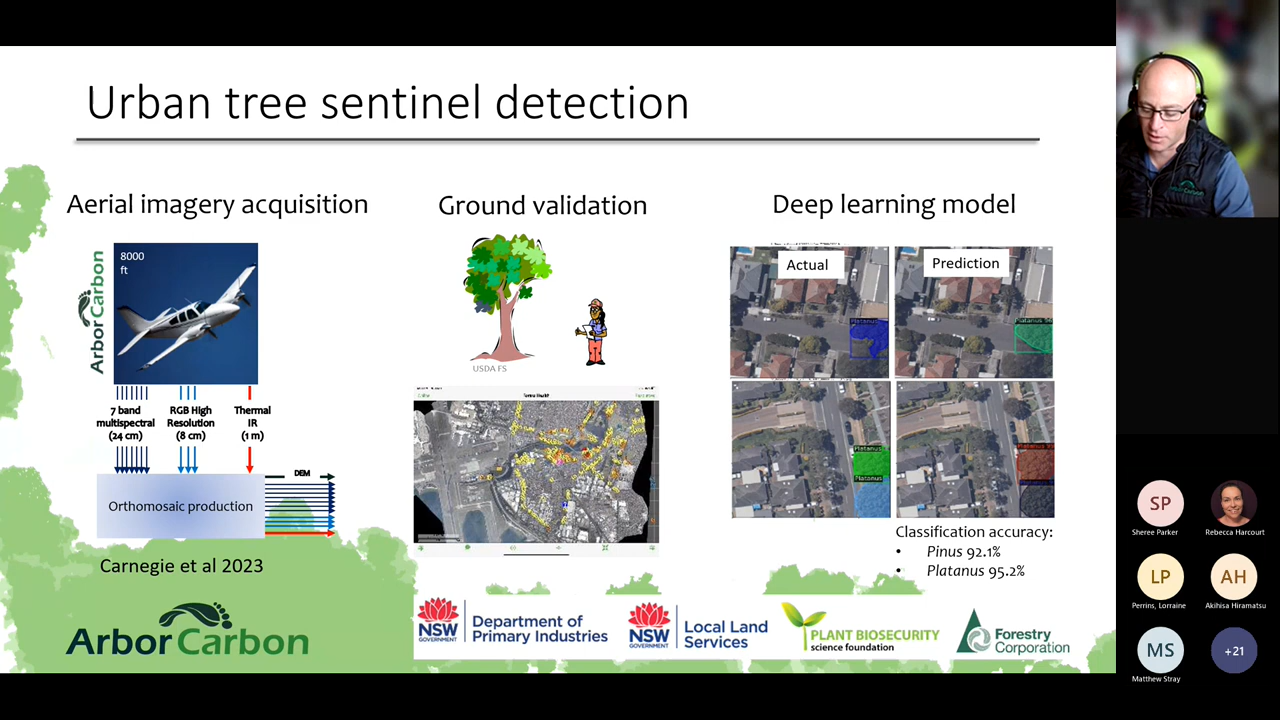 Urban tree sentinel detection
Aerial imagery acquisition
8000
ft
ArborCarbon
7 band
multispectral
(24 cm)
RGB High
Resolution
(8 cm)
Thermal
IR
(1 m)
DEM
Orthomosaic production
Carnegie et al 2023
ArborCarbon
Ground validation
USDA FS
Deep learning model
Actual
Prediction
Platanus
Platanus
Platanus
Platanus
Platanus
Classification accuracy:
• Pinus 92.1%
• Platanus 95.2%
NSW
GOVERNMENT
Department of
Primary Industries
NSW
GOVERNMENT
Local Land
Services
PLANT BIOSECURITY
science foundation
Forestry
Corporation
SP
Sheree Parker
Rebecca Harcourt
LP
Perrins, Lorraine
AH
Akihisa Hiramatsu
MS
Matthew Stray
+21